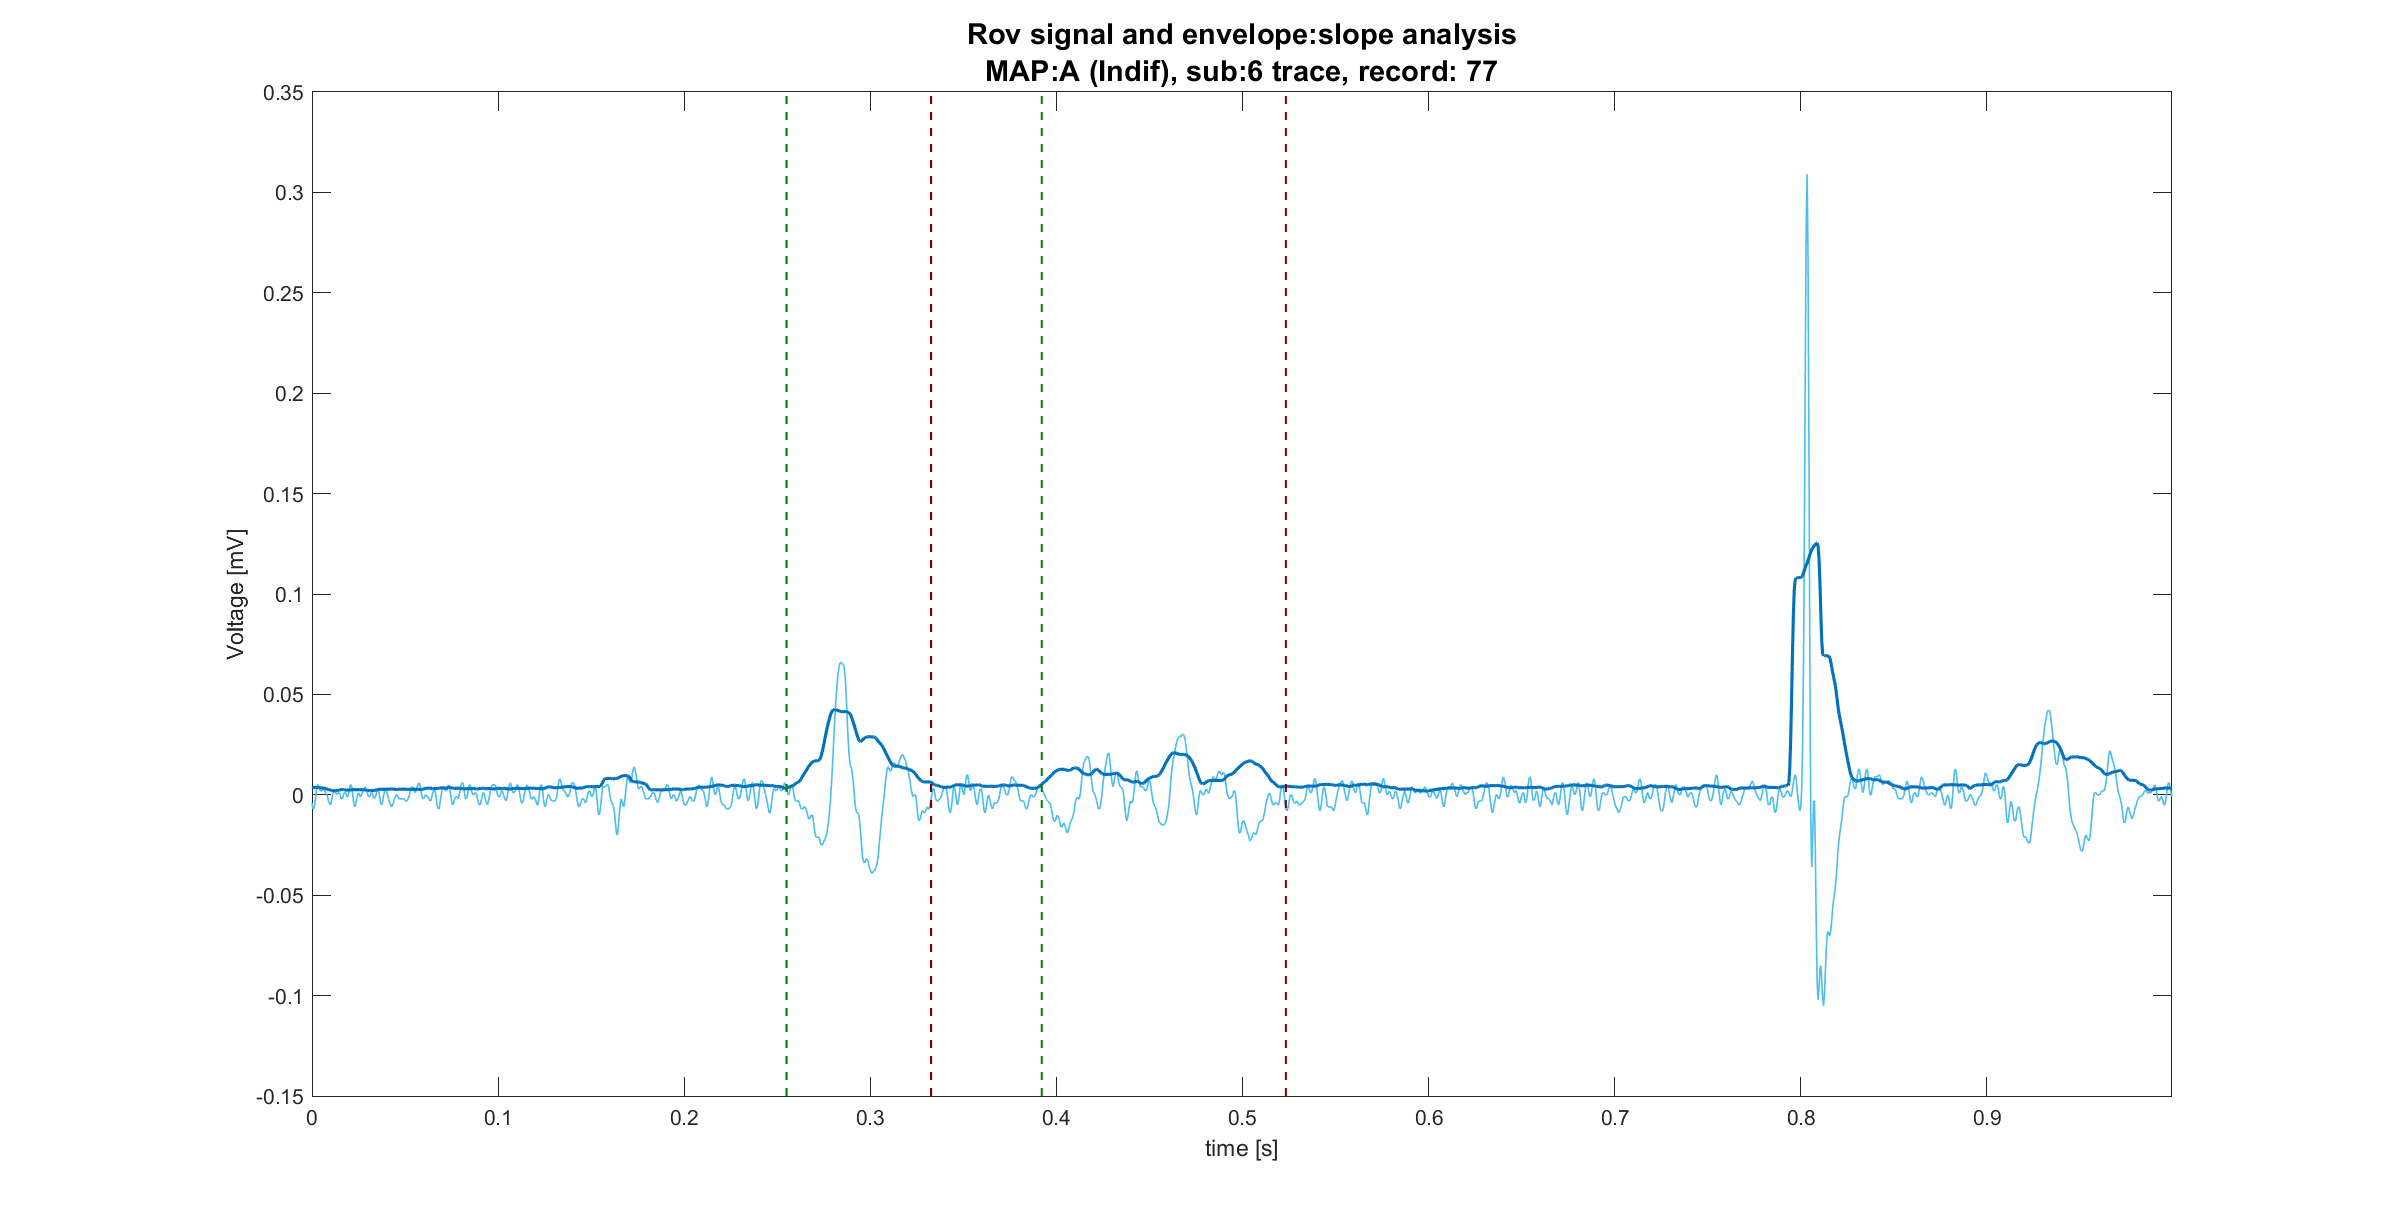 Rov signal and envelope:slope analysis
MAP:A (Indif), sub:6 trace, record: 77
0.35
0.3
0.25
0.2
0.15
0.1
0.05
0
-0.05
-0.1
-0.15
Voltage [mV]
0 0.1 0.2 0.3 0.4 0.5 0.6 0.7 0.8 0.9
time [s]